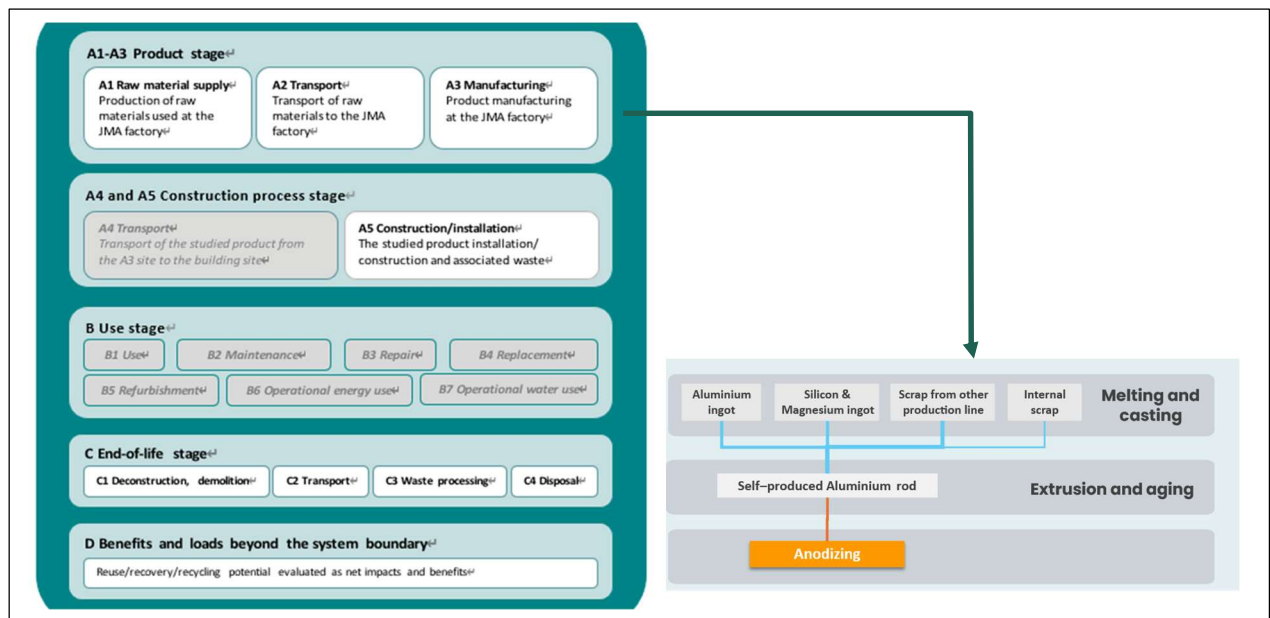 A1-A3 Product stage↵
A1 Raw material supply↵
Production of raw
materials used at the
JMA factory↵
A2 Transport↵
Transport of raw
materials to the JMA
factory↵
A3 Manufacturing↵
Product manufacturing
at the JMA factory↵
A4 and A5 Construction process stage↵
A4 Transport↵
Transport of the studied product from
the A3 site to the building site↵
A5 Construction/installation↵
The studied product installation/
construction and associated waste↵
B Use stage↵
B1 Use↵
B2 Maintenance↵
B3 Repair↵
B4 Replacement↵
B5 Refurbishment↵
B6 Operational energy use↵
B7 Operational water use↵
C End-of-life stage↵
C1 Deconstruction, demolition↵
C2 Transport↵
C3 Waste processing↵
C4 Disposal↵
D Benefits and loads beyond the system boundary↵
Reuse/recovery/recycling potential evaluated as net impacts and benefits↵
Aluminium
ingot
Silicon &
Magnesium ingot
Scrap from other
production line
Internal
scrap
Melting and
casting
Self–produced Aluminium rod
Extrusion and aging
Anodizing